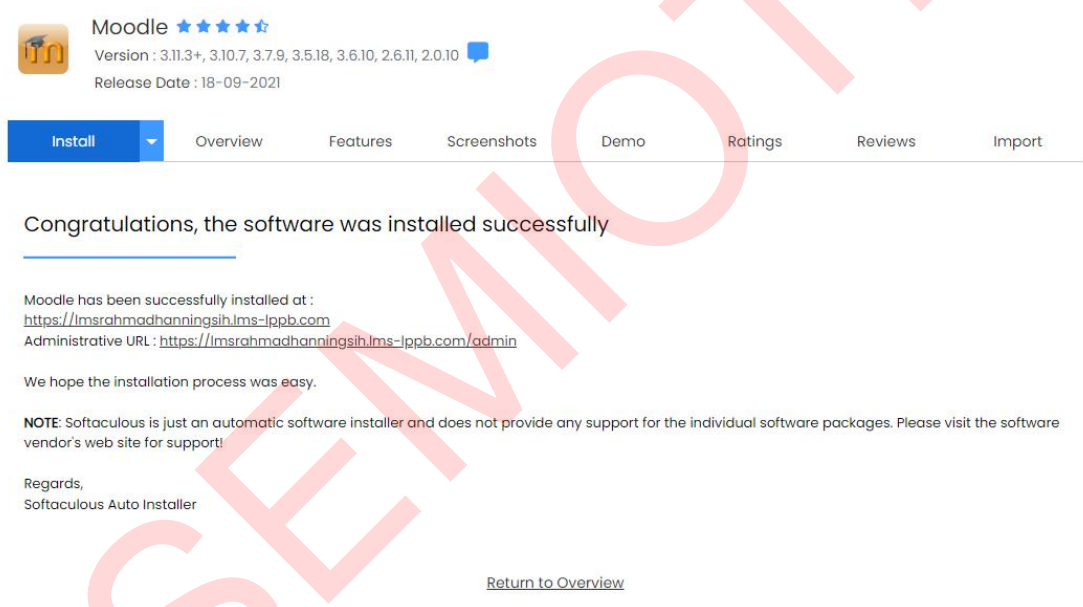 Moodle
Version : 3.11.3+, 3.10.7, 3.7.9, 3.5.18, 3.6.10, 2.6.11, 2.0.10
Release Date : 18-09-2021
Install Overview Features Screenshots Demo Ratings Reviews Import
Congratulations, the software was installed successfully
Moodle has been successfully installed at :
https://lmsrahmadhanningsih.lms-lppb.com
Administrative URL : https://lmsrahmadhanningsih.lms-lppb.com/admin
We hope the installation process was easy.
NOTE: Softaculous is just an automatic software installer and does not provide any support for the individual software packages. Please visit the software
vendor's web site for support!
Regards,
Softaculous Auto Installer
Return to Overview
SEMIOT